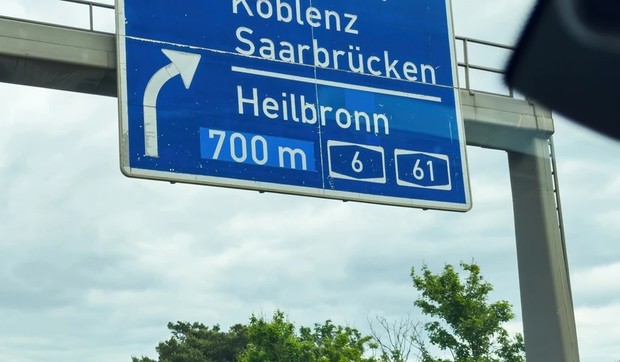 Koblenz
Saarbrücken
Heilbronn
700 m 6 61